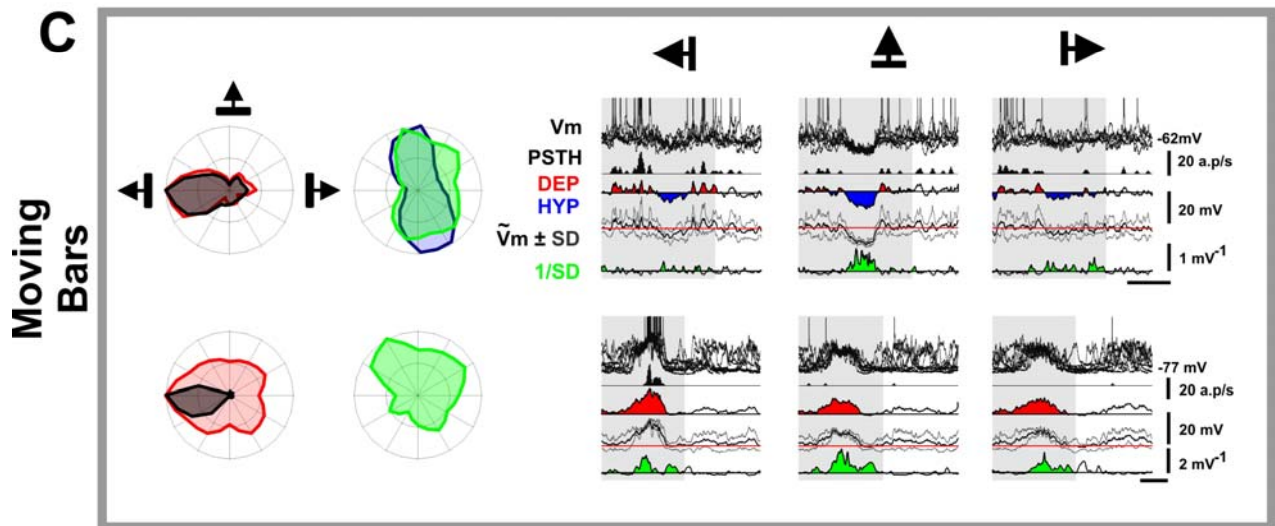 C
Moving
Bars
Vm
PSTH
DEP
HYP
Ṽm ± SD
1/SD
-62mV
20 a.p/s
20 mV
1 mV-1
-77 mV
20 a.p/s
20 mV
2 mV-1